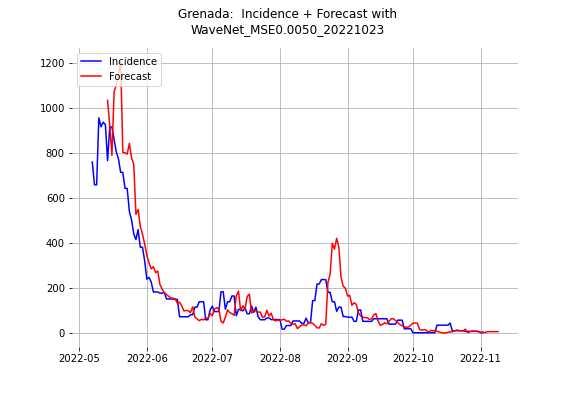 Grenada:  Incidence + Forecast with
WaveNet_MSE0.0050_20221023
Incidence
Forecast
1200
1000
800
600
400
200
0
2022-05 2022-06 2022-07 2022-08 2022-09 2022-10 2022-11